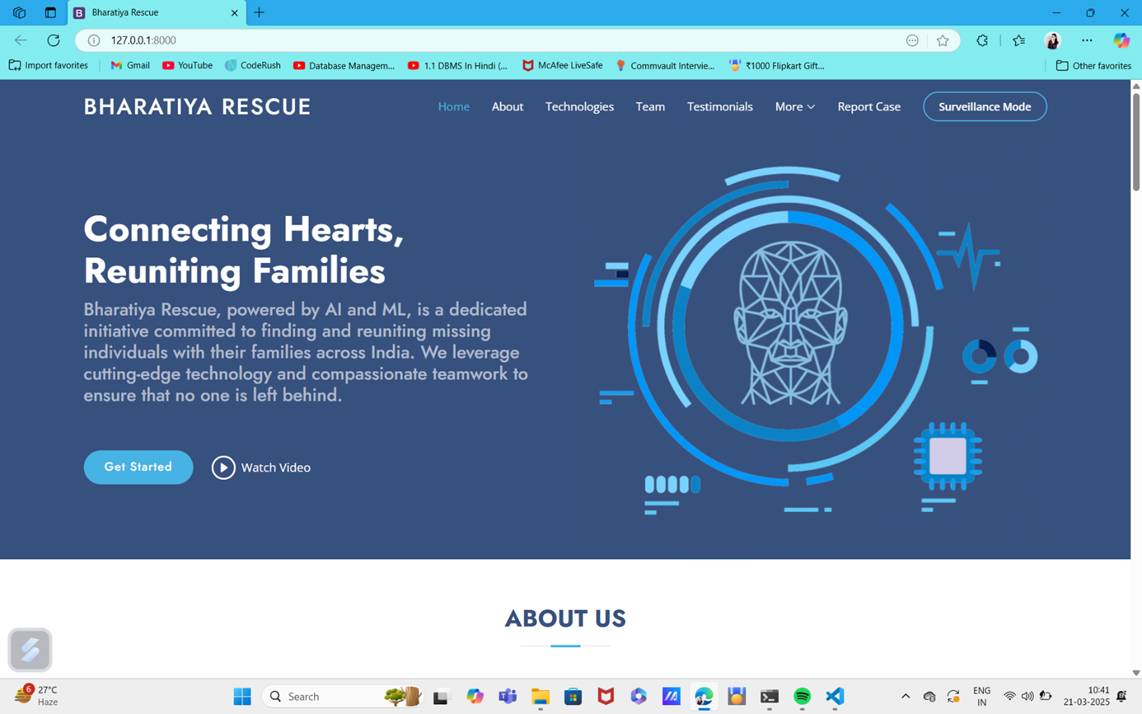 Bharatiya Rescue
127.0.0.1:8000
Import favorites
Gmail
YouTube
CodeRush
Database Managem...
1.1 DBMS In Hindi (...
McAfee LiveSafe
Commvault Intervie...
₹1000 Flipkart Gift...
Other favorites
BHARATIYA RESCUE
Home
About
Technologies
Team
Testimonials
More
Report Case
Surveillance Mode
Connecting Hearts,
Reuniting Families
Bharatiya Rescue, powered by AI and ML, is a dedicated
initiative committed to finding and reuniting missing
individuals with their families across India. We leverage
cutting-edge technology and compassionate teamwork to
ensure that no one is left behind.
Get Started
Watch Video
ABOUT US
6
27°C
Haze
Search
ENG
IN
10:41
21-03-2025